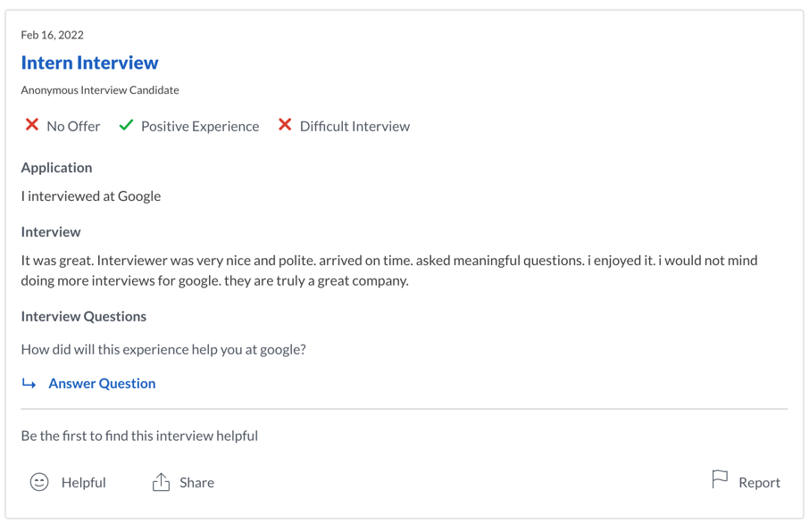 Feb 16, 2022
Intern Interview
Anonymous Interview Candidate
No Offer Positive Experience Difficult Interview
Application
I interviewed at Google
Interview
It was great. Interviewer was very nice and polite. arrived on time. asked meaningful questions. i enjoyed it. i would not mind
doing more interviews for google. they are truly a great company.
Interview Questions
How did will this experience help you at google?
Answer Question
Be the first to find this interview helpful
Helpful Share Report